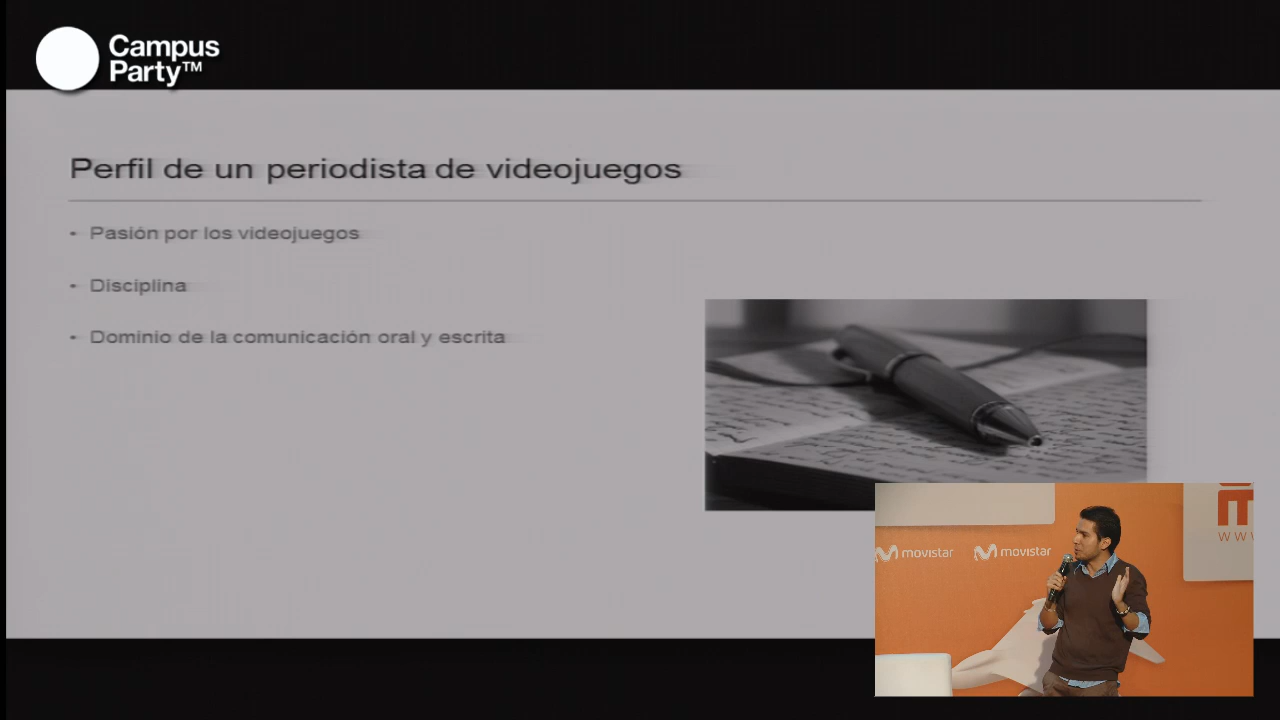 Campus
Party™
Perfil de un periodista de videojuegos
• Pasión por los videojuegos
• Disciplina
• Dominio de la comunicación oral y escrita
movistar movistar
m
WWV